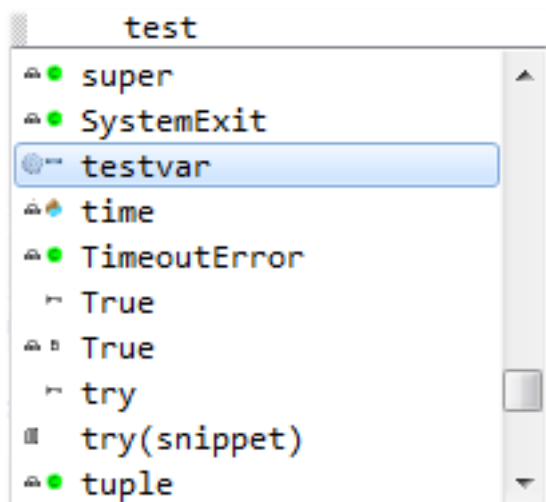 test
super
SystemExit
testvar
time
TimeoutError
True
True
try
try(snippet)
tuple